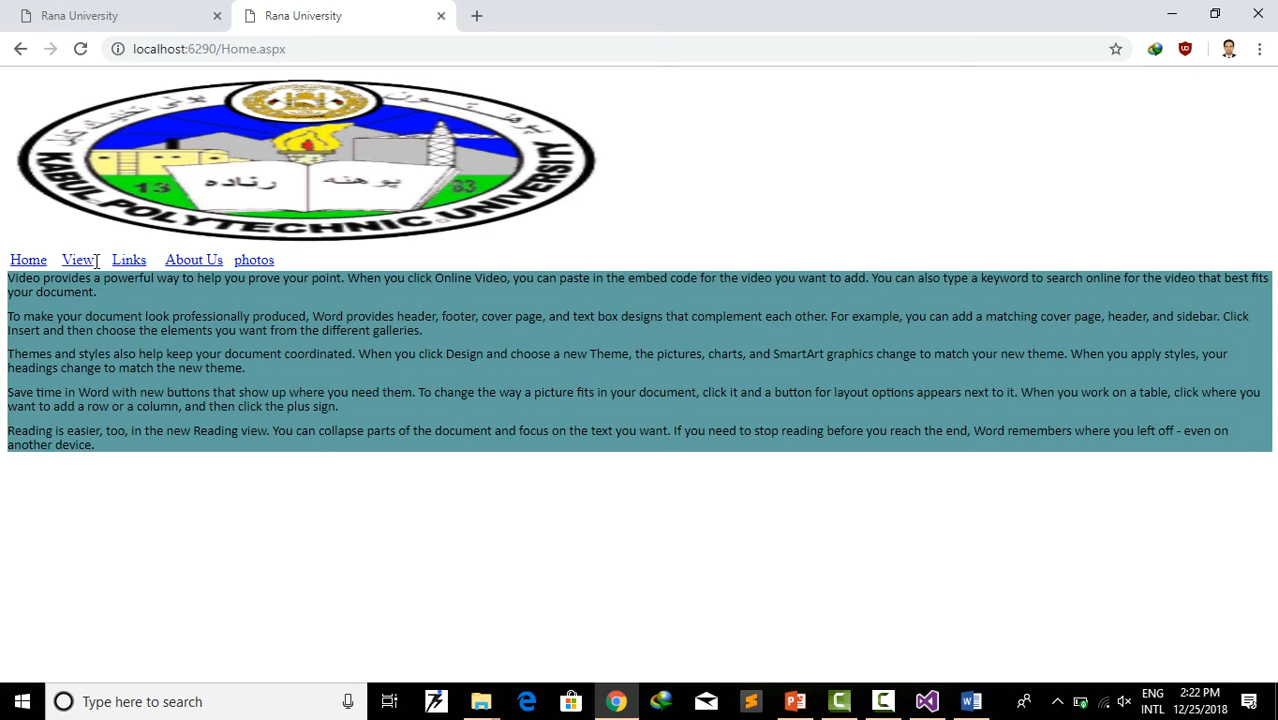 Rana University
Rana University
localhost:6290/Home.aspx
KABUL POLYTECHNIC UNIVERSITY
13
Home View Links About Us photos
Video provides a powerful way to help you prove your point. When you click Online Video, you can paste in the embed code for the video you want to add. You can also type a keyword to search online for the video that best fits
your document.
To make your document look professionally produced, Word provides header, footer, cover page, and text box designs that complement each other. For example, you can add a matching cover page, header, and sidebar. Click
Insert and then choose the elements you want from the different galleries.
Themes and styles also help keep your document coordinated. When you click Design and choose a new Theme, the pictures, charts, and SmartArt graphics change to match your new theme. When you apply styles, your
headings change to match the new theme.
Save time in Word with new buttons that show up where you need them. To change the way a picture fits in your document, click it and a button for layout options appears next to it. When you work on a table, click where you
want to add a row or a column, and then click the plus sign.
Reading is easier, too, in the new Reading view. You can collapse parts of the document and focus on the text you want. If you need to stop reading before you reach the end, Word remembers where you left off - even on
another device.
Type here to search
ENG 2:22 PM
INTL 12/25/2018